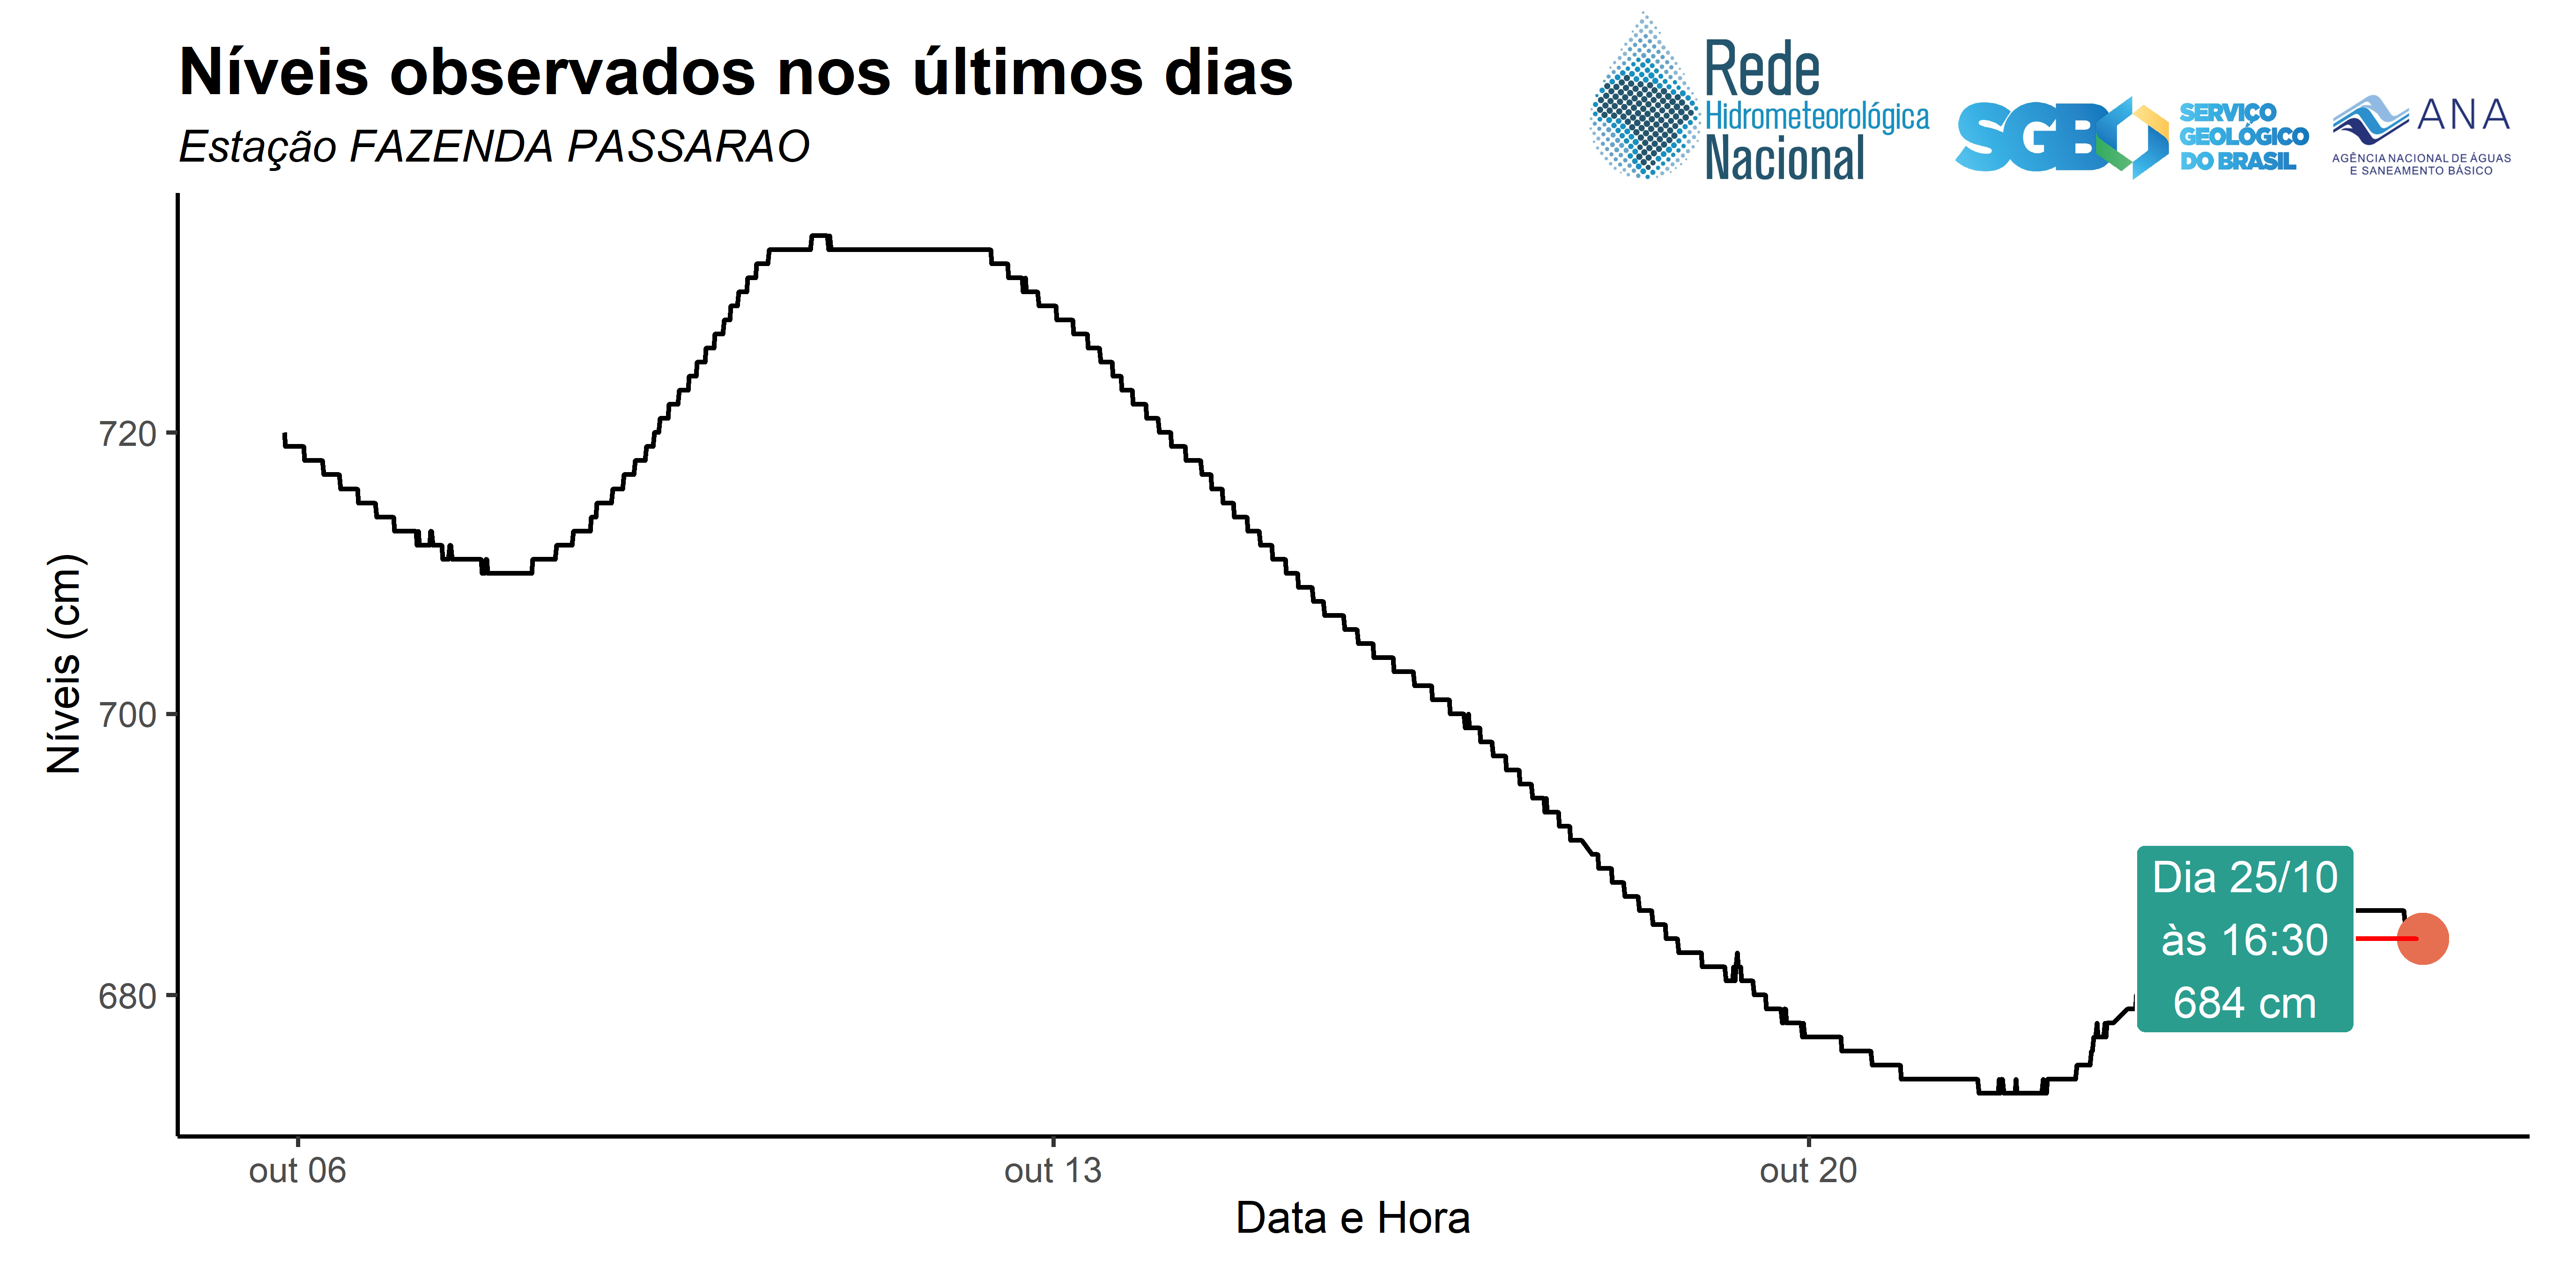 Níveis observados nos últimos dias
Estação FAZENDA PASSARAO
Rede
Hidrometeorológica
Nacional
SGB
SERVIÇO
GEOLÓGICO
DO BRASIL
ANA
AGÊNCIA NACIONAL DE ÁGUAS
E SANEAMENTO BÁSICO
Níveis (cm)
720
700
680
Dia 25/10
às 16:30
684 cm
out 06
out 13
out 20
Data e Hora